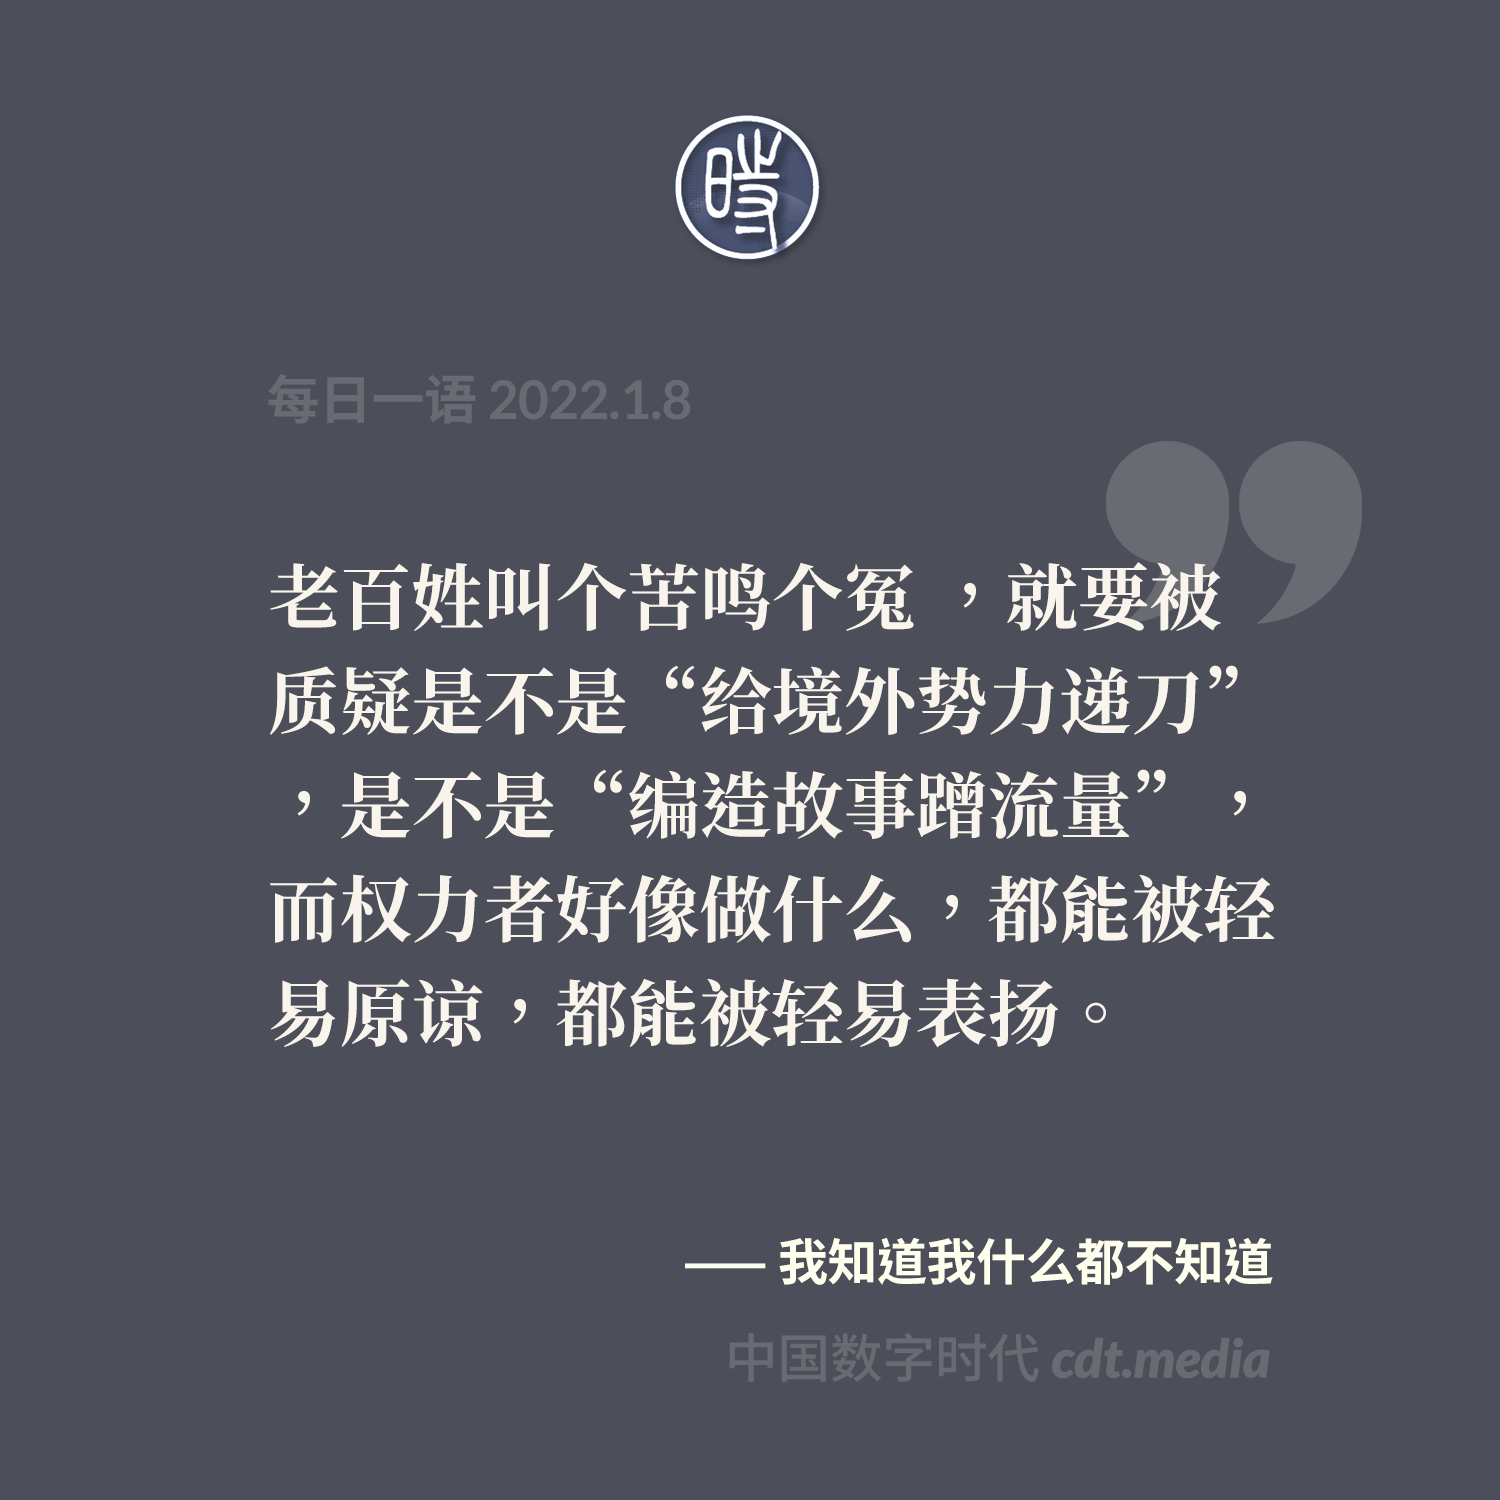 時
每日一语 2022.1.8
老百姓叫个苦鸣个冤 ，就要被
质疑是不是“给境外势力递刀”
，是不是“编造故事蹭流量” ，
而权力者好像做什么，都能被轻
易原谅，都能被轻易表扬。
—— 我知道我什么都不知道
中国数字时代 cdt.media